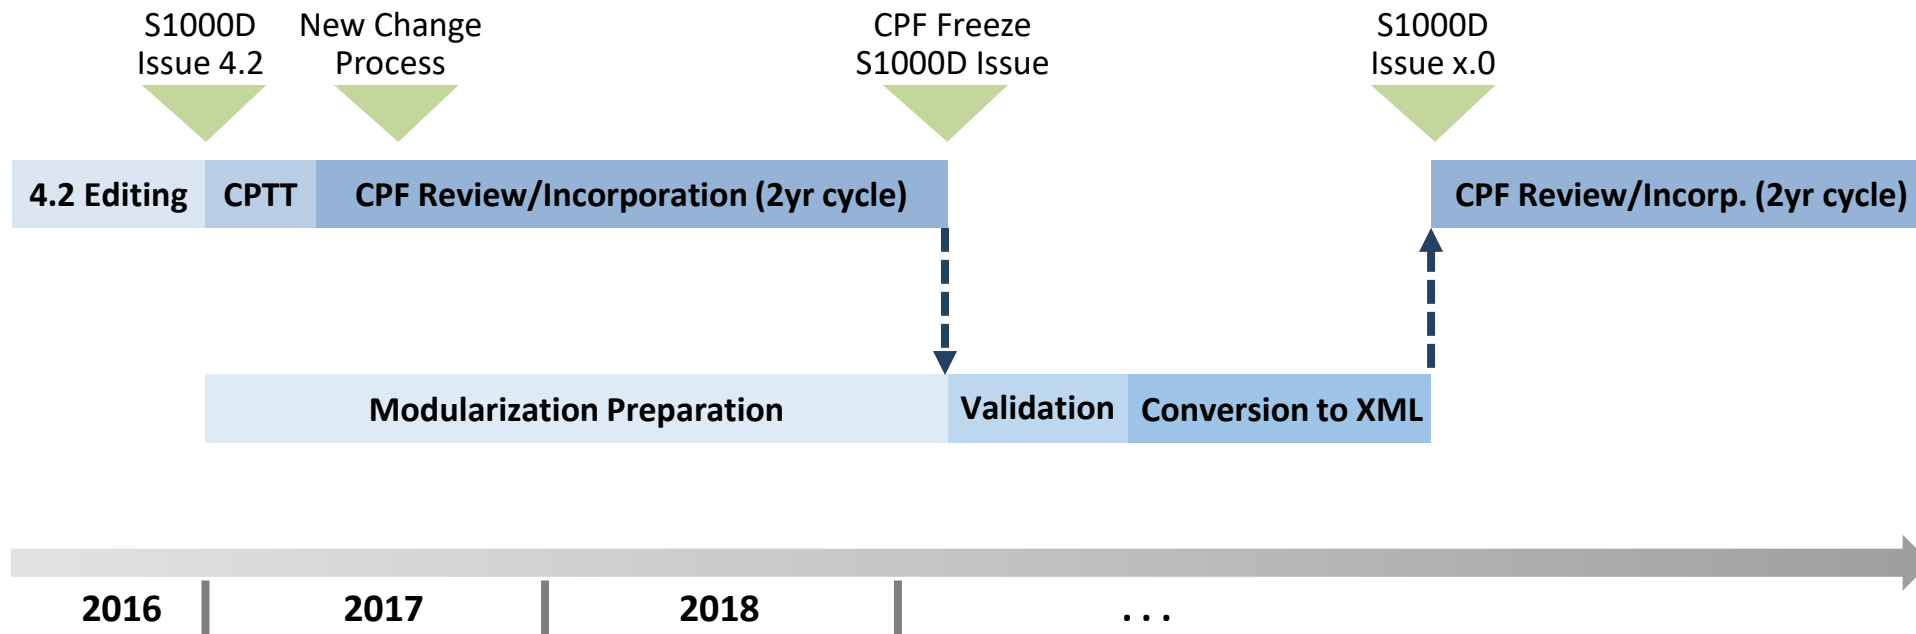 S1000D
Issue 4.2
New Change
Process
CPF Freeze
S1000D Issue
S1000D
Issue x.0
4.2 Editing
CPTT
CPF Review/Incorporation (2yr cycle)
CPF Review/Incorp. (2yr cycle)
Modularization Preparation
Validation
Conversion to XML
2016
2017
2018
. . .